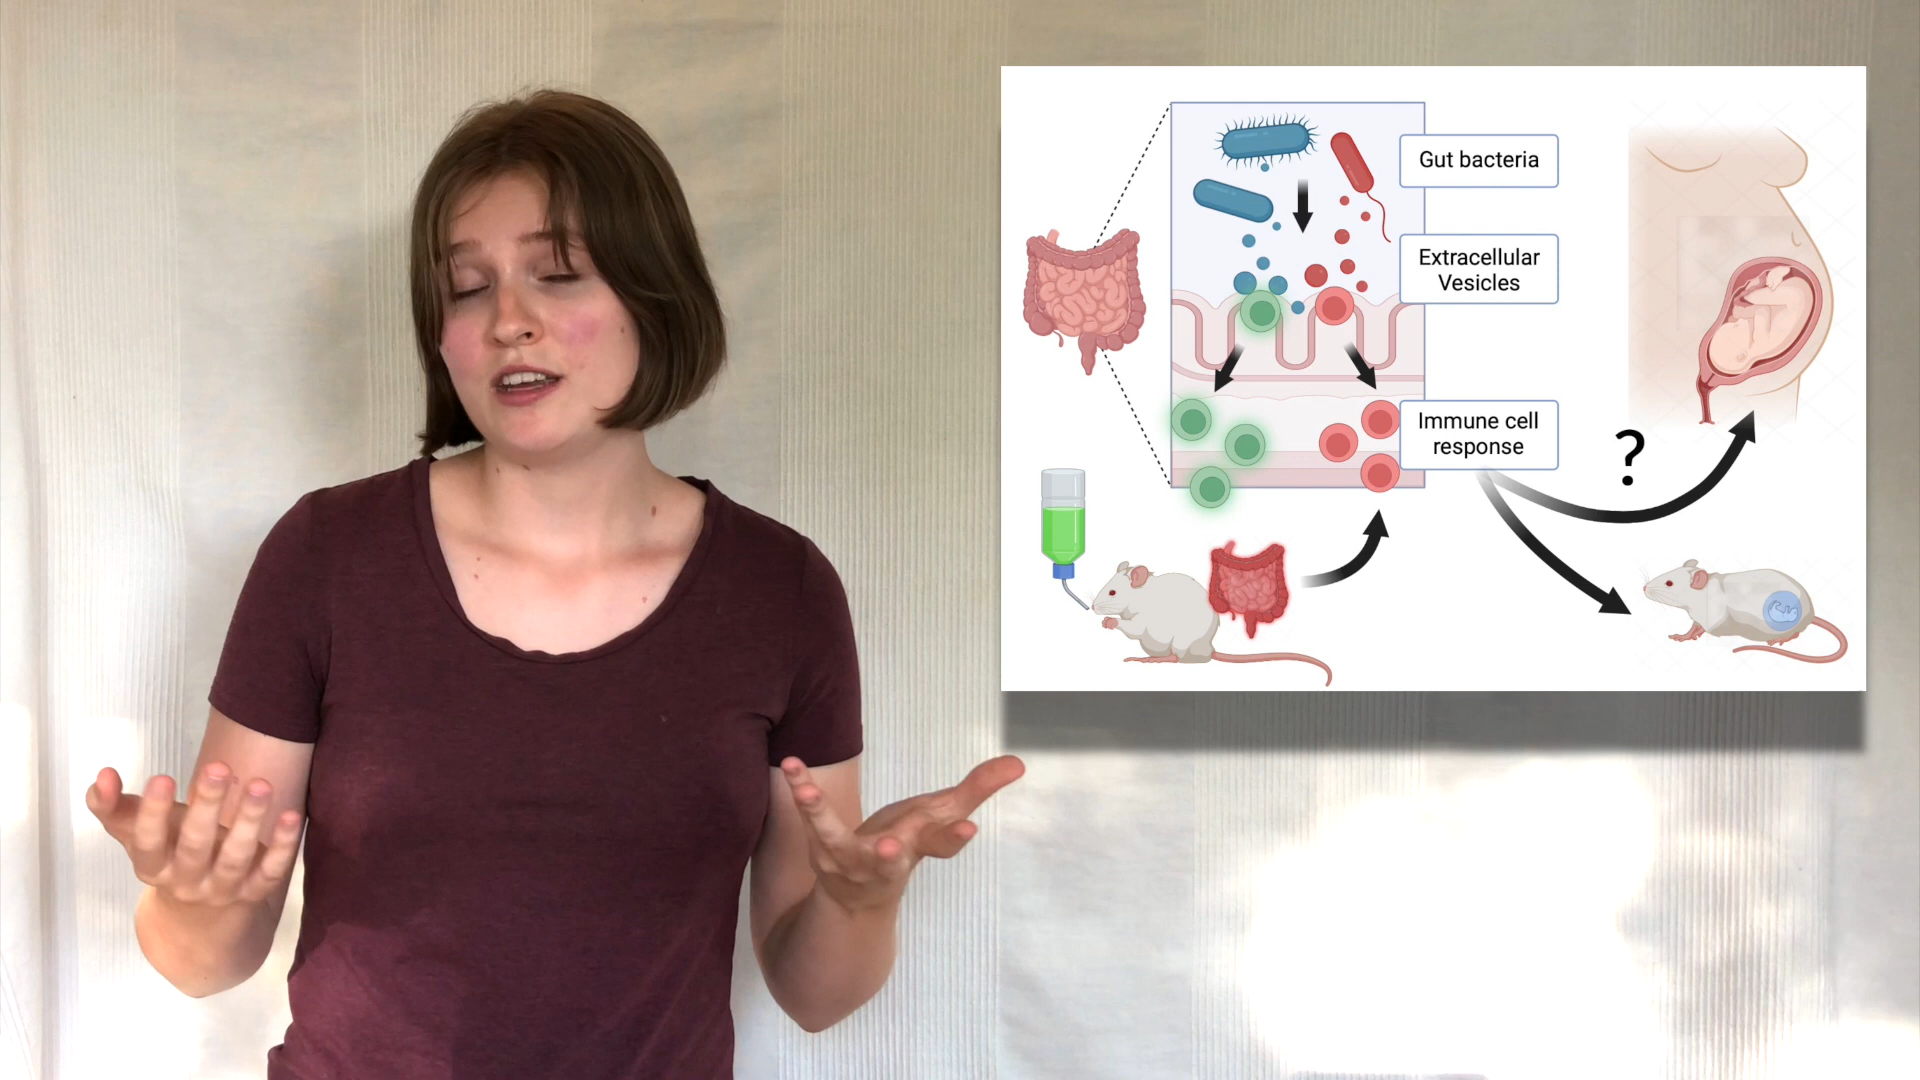 Gut bacteria
Extracellular
Vesicles
Immune cell
response
?